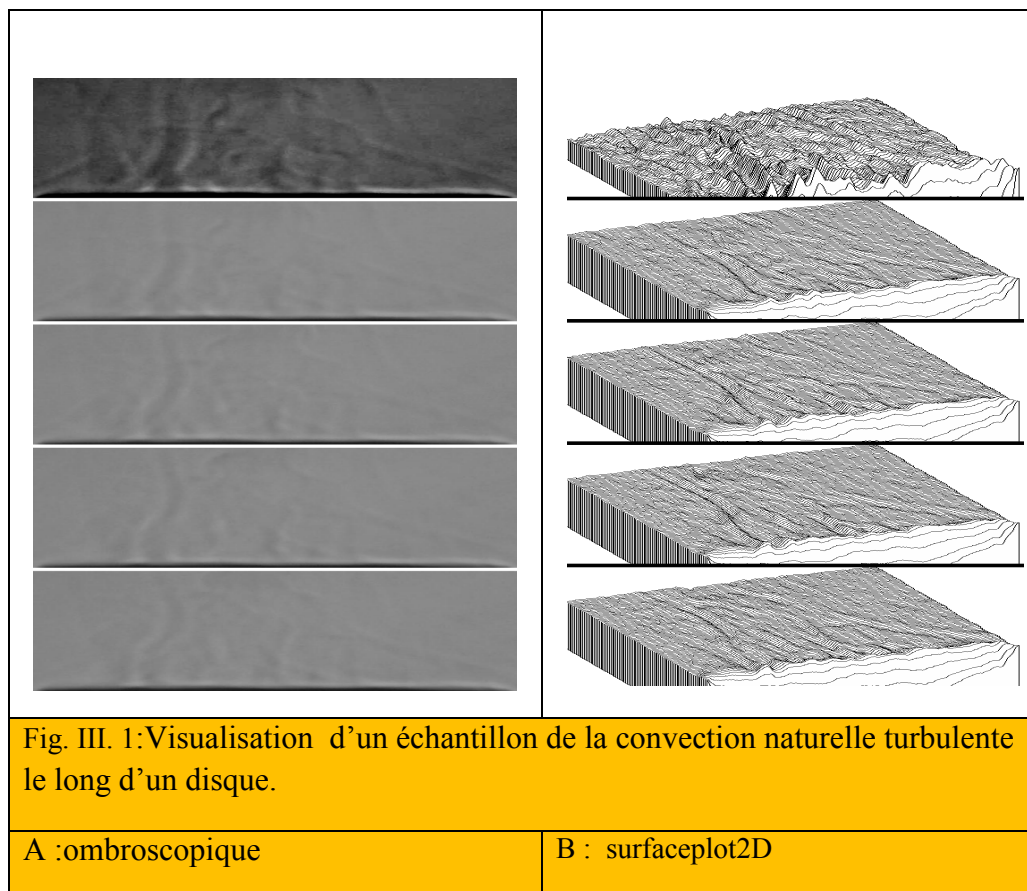 Fig. III. 1:Visualisation d’un échantillon de la convection naturelle turbulente
le long d’un disque.
A :ombroscopique
B : surfaceplot2D